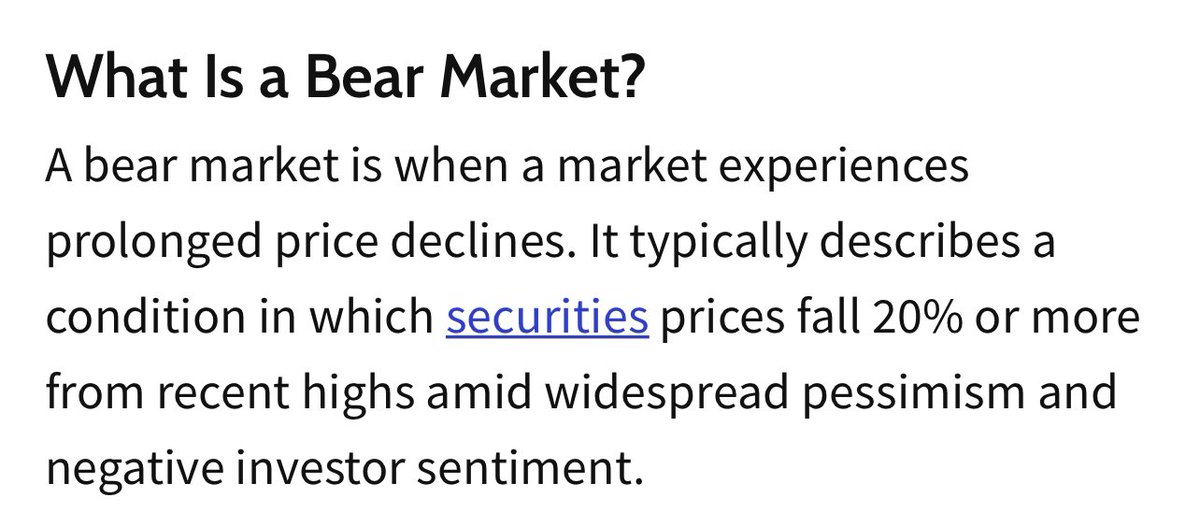 What Is a Bear Market?
A bear market is when a market experiences
prolonged price declines. It typically describes a
condition in which securities prices fall 20% or more
from recent highs amid widespread pessimism and
negative investor sentiment.